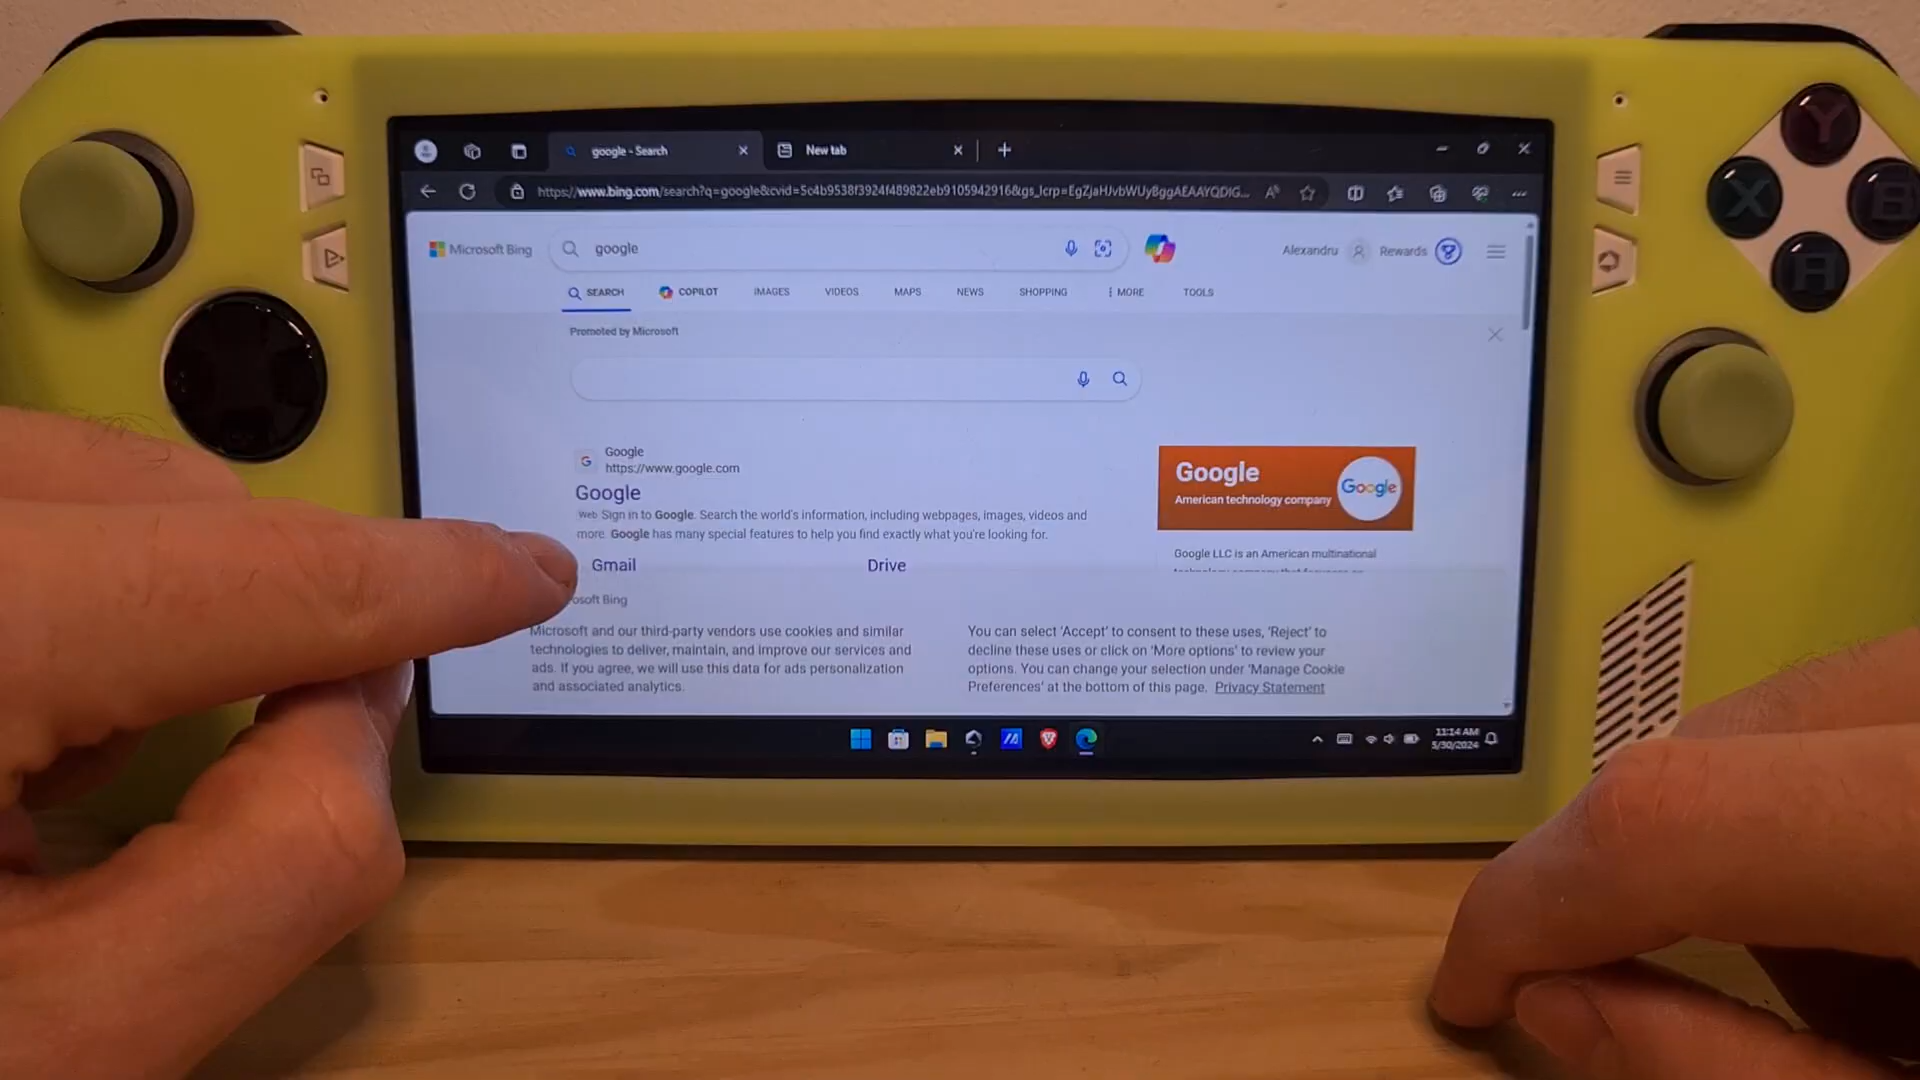 google - Search
New tab
https://www.bing.com/search?q=google&cvid=5c4b9538f3924f489822eb9105942916&gs_lcrp=EgZjaHJvbWUyBggAEAAYQDIG...
Microsoft Bing
google
Alexandru
Rewards
SEARCH
COPILOT
IMAGES
VIDEOS
MAPS
NEWS
SHOPPING
MORE
TOOLS
Promoted by Microsoft
Google
https://www.google.com
Google
Web Sign in to Google. Search the world's information, including webpages, images, videos and
more. Google has many special features to help you find exactly what you're looking for.
Gmail
Drive
Google
American technology company
Google
Google LLC is an American multinational
osoft Bing
Microsoft and our third-party vendors use cookies and similar
technologies to deliver, maintain, and improve our services and
ads. If you agree, we will use this data for ads personalization
and associated analytics.
You can select 'Accept' to consent to these uses, 'Reject' to
decline these uses or click on 'More options' to review your
options. You can change your selection under 'Manage Cookie
Preferences' at the bottom of this page. Privacy Statement
11:14 AM
5/30/2024
Y
X
B
A